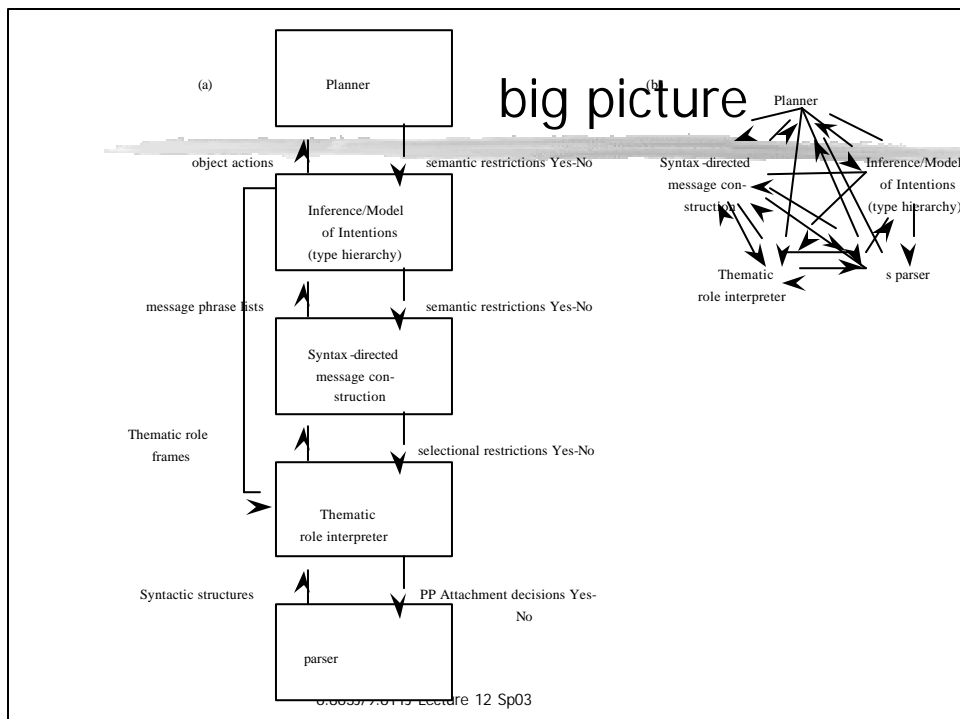 big picture
(a)
Planner
object actions
semantic restrictions Yes-No
Inference/Model
of Intentions
(type hierarchy)
message phrase lists
semantic restrictions Yes-No
Syntax-directed
message con-
struction
Thematic role
frames
selectional restrictions Yes-No
Thematic
role interpreter
Syntactic structures
PP Attachment decisions Yes-
No
parser
(b)
Planner
Syntax-directed
message con-
struction
Inference/Model
of Intentions
(type hierarchy)
Thematic
role interpreter
s parser
Lecture 12 Sp03